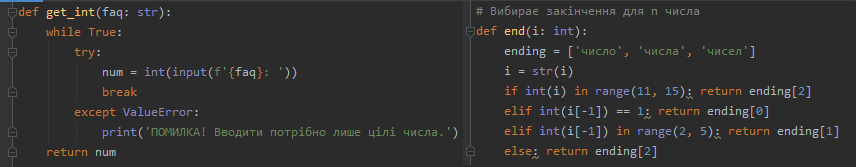 def get_int(faq: str):
    while True:
        try:
            num = int(input(f'{faq}: '))
            break
        except ValueError:
            print('ПОМИЛКА! Вводити потрібно лише цілі числа.')
    return num
# Вибирає закінчення для n числа
def end(i: int):
    ending = ['число', 'числа', 'чисел']
    i = str(i)
    if int(i) in range(11, 15): return ending[2]
    elif int(i[-1]) == 1: return ending[0]
    elif int(i[-1]) in range(2, 5): return ending[1]
    else: return ending[2]